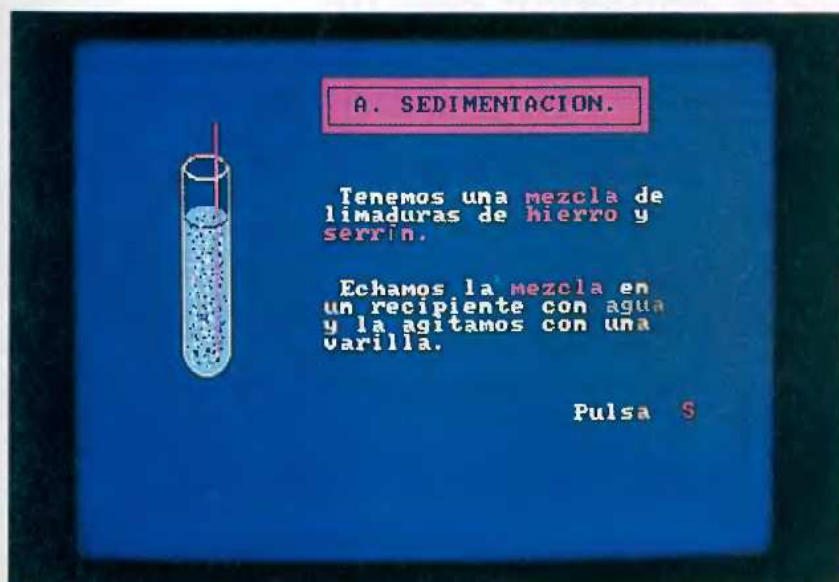 A. SEDIMENTACION.
Tenemos una mezcla de
limaduras de hierro y
serrín.
Echamos la mezcla en
un recipiente con agua
y la agitamos con una
varilla.
Pulsa S